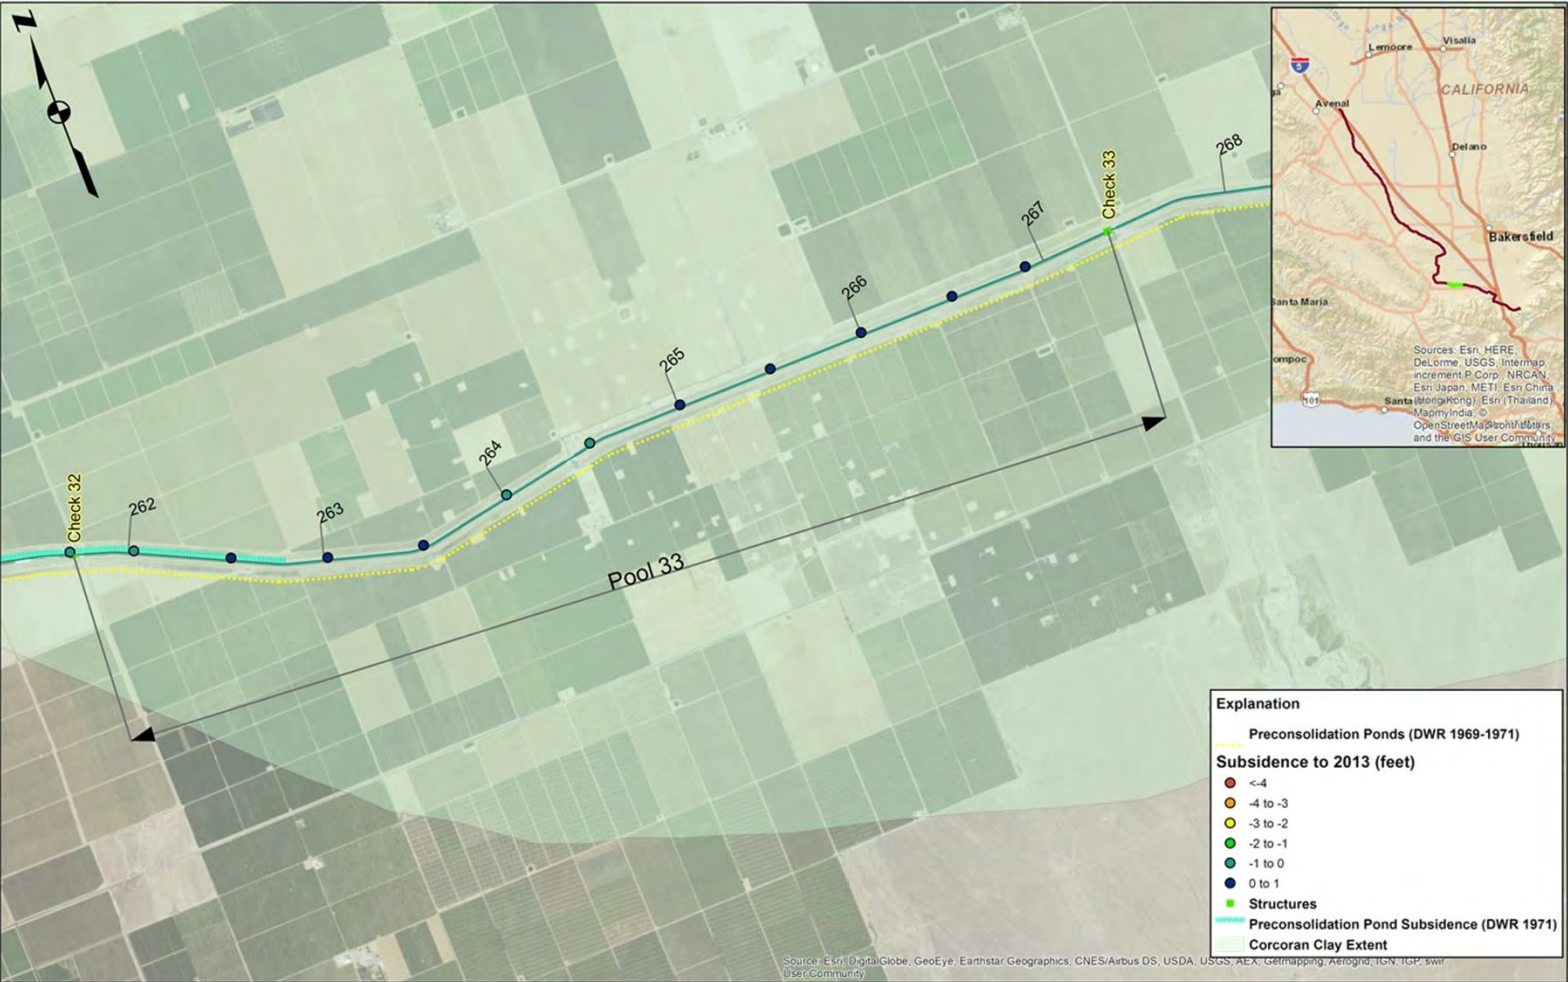 N
Check 32
262
263
264
265
266
267
Check 33
268
Pool 33
5
Lemoore
Visalia
CALIFORNIA
Avenal
Delano
Bakersfield
Santa Maria
ompoc
101
Santa
Sources: Esri, HERE,
DeLorme, USGS, Intermap,
increment P Corp., NRCAN,
Esri Japan, METI, Esri China
(Hong Kong), Esri (Thailand),
MapmyIndia, ©
OpenStreetMap contributors,
and the GIS User Community
Explanation
Preconsolidation Ponds (DWR 1969-1971)
Subsidence to 2013 (feet)
<-4
-4 to -3
-3 to -2
-2 to -1
-1 to 0
0 to 1
Structures
Preconsolidation Pond Subsidence (DWR 1971)
Corcoran Clay Extent
Source: Esri, DigitalGlobe, GeoEye, Earthstar Geographics, CNES/Airbus DS, USDA, USGS, AEX, Getmapping, Aerogrid, IGN, IGP, swir
User Community